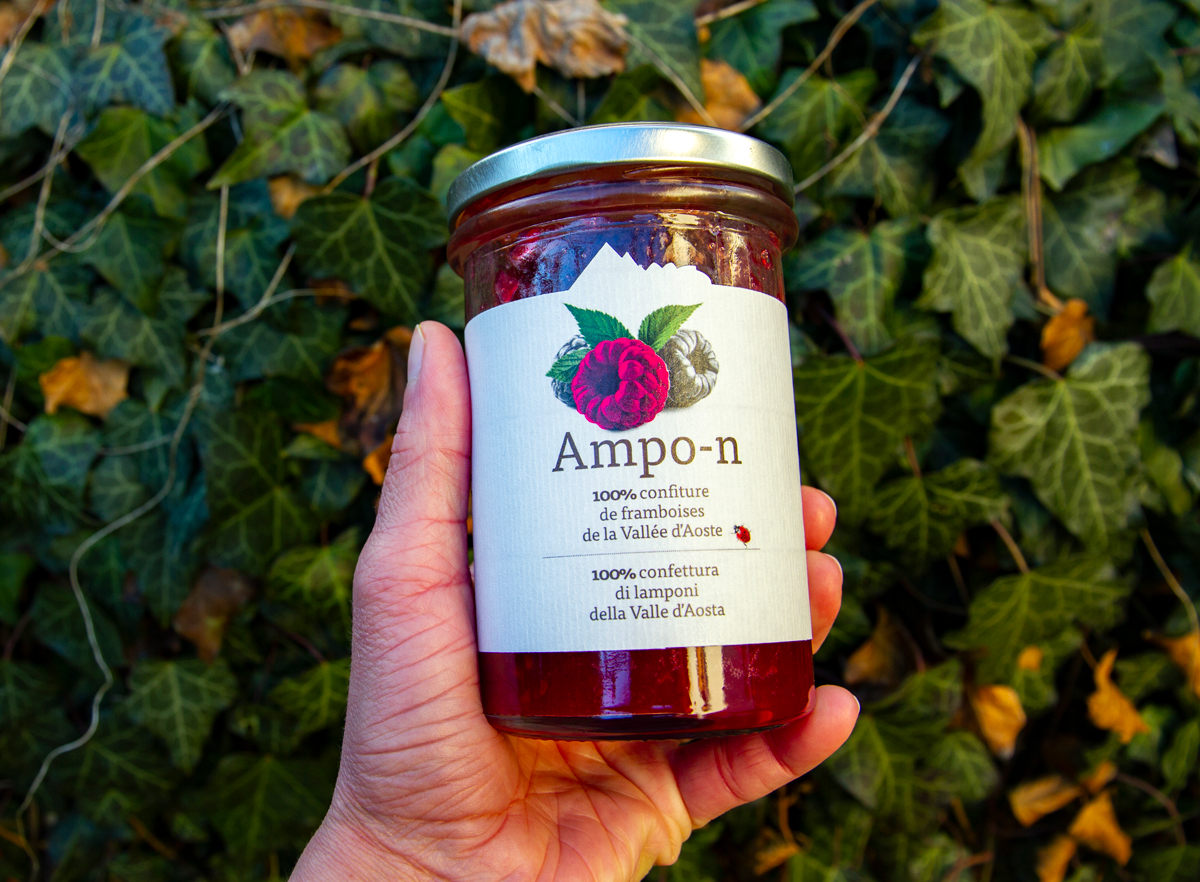 Ampo-n
100% confiture
de framboises
de la Vallée d'Aoste
100% confettura
di lamponi
della Valle d'Aosta